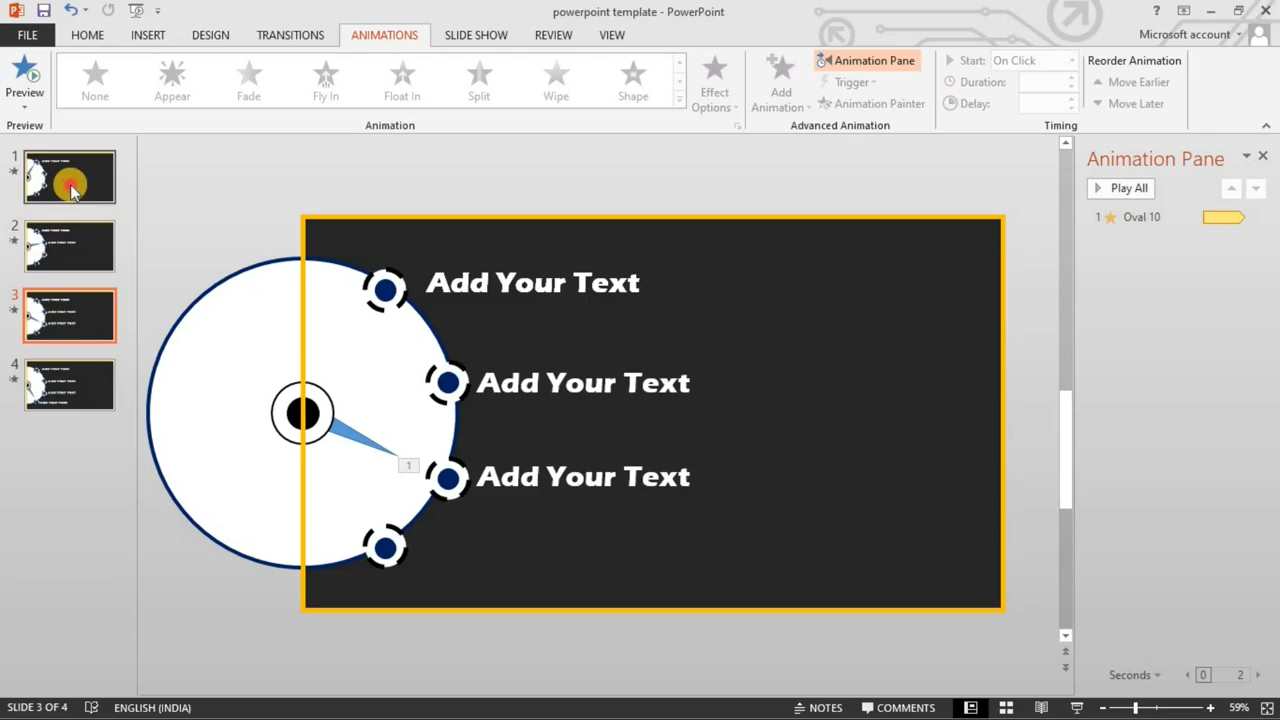 powerpoint template - PowerPoint
?
FILE HOME INSERT DESIGN TRANSITIONS ANIMATIONS SLIDE SHOW REVIEW VIEW
Microsoft account
Preview
None Appear Fade Fly In Float In Split Wipe Shape
Effect Options
Add Animation
Animation Pane
Trigger
Animation Painter
Start: On Click
Duration:
Delay:
Reorder Animation
Move Earlier
Move Later
Preview Animation Advanced Animation Timing
1
2
3
4
Add Your Text
Add Your Text
1
Add Your Text
Animation Pane
Play All
1 Oval 10
Seconds 0 2
SLIDE 3 OF 4 ENGLISH (INDIA) NOTES COMMENTS 59%